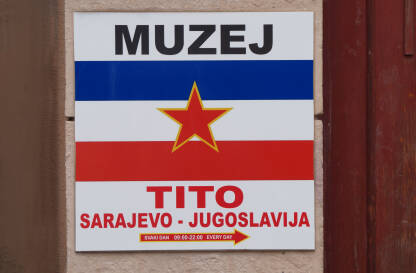 MUZEJ
TITO
SARAJEVO - JUGOSLAVIJA
SVAKI DAN 09:00-22:00 EVERY DAY